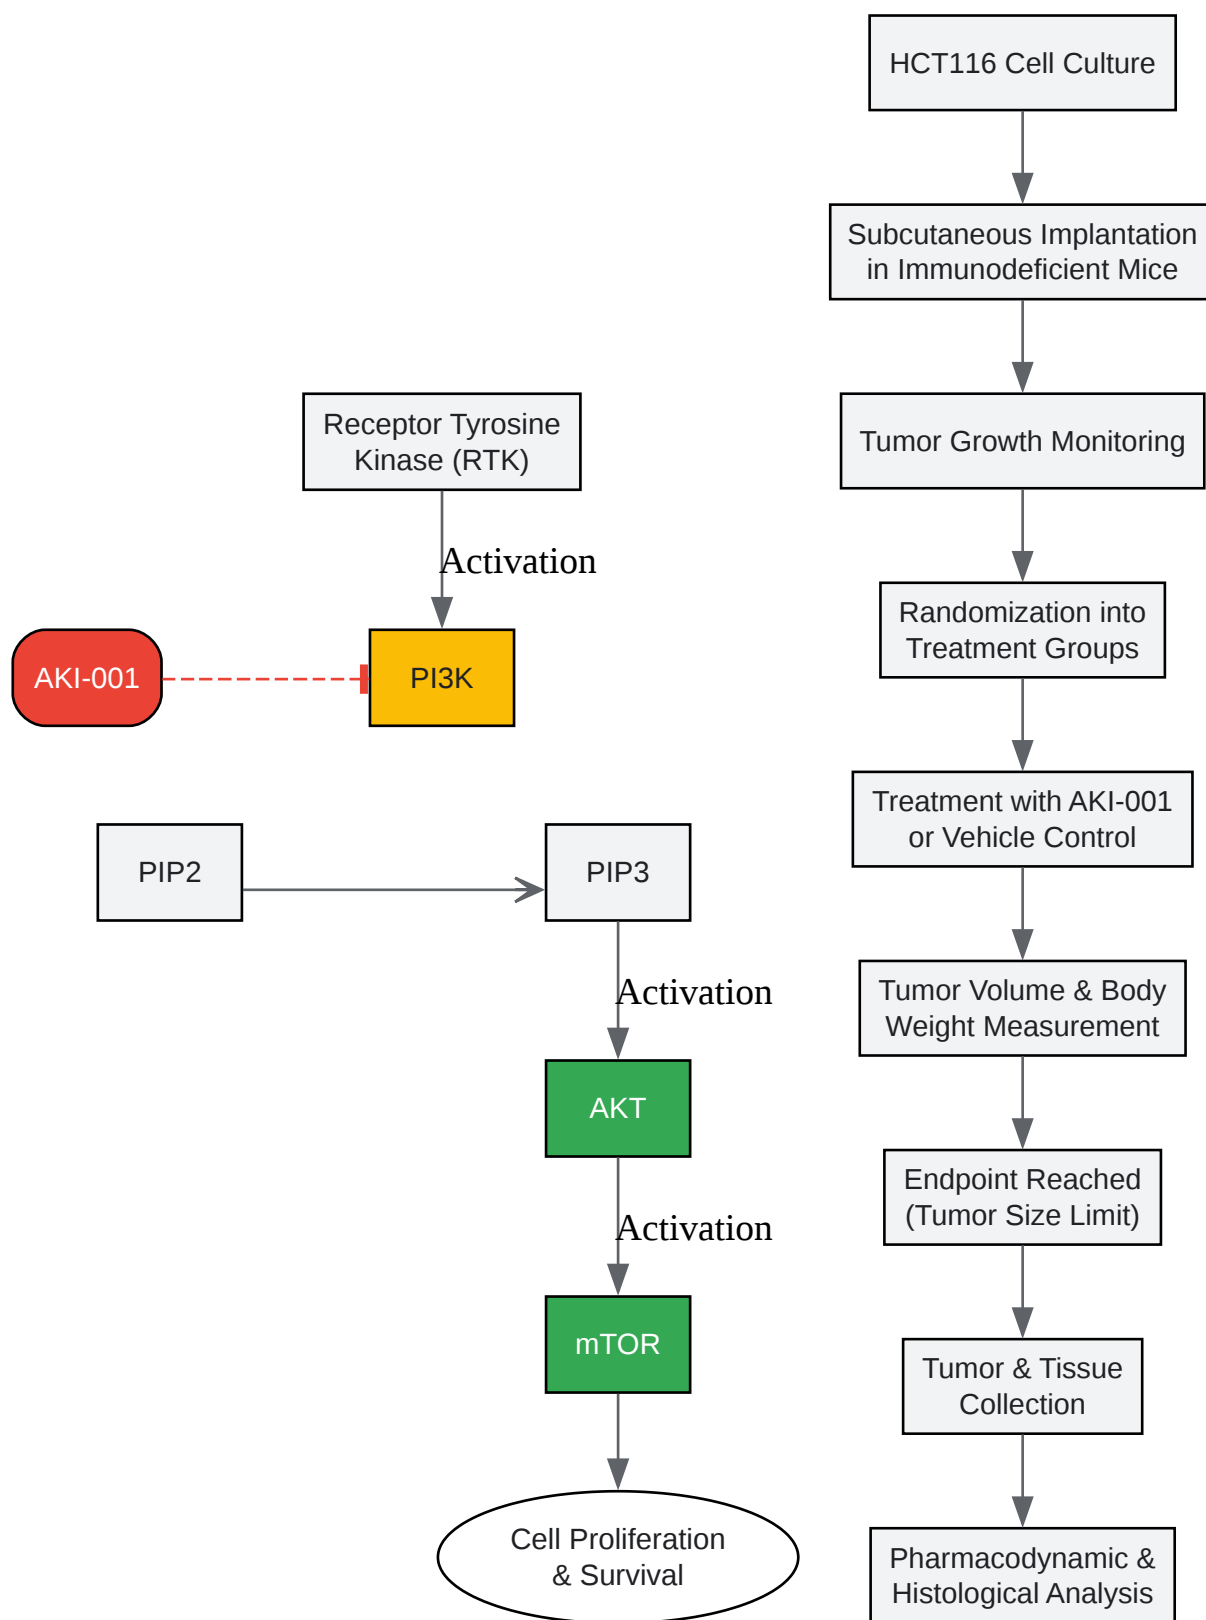 Receptor Tyrosine
Kinase (RTK)
Activation
AKI-001
PI3K
PIP2
PIP3
Activation
AKT
Activation
mTOR
Cell Proliferation
& Survival
HCT116 Cell Culture
Subcutaneous Implantation
in Immunodeficient Mice
Tumor Growth Monitoring
Randomization into
Treatment Groups
Treatment with AKI-001
or Vehicle Control
Tumor Volume & Body
Weight Measurement
Endpoint Reached
(Tumor Size Limit)
Tumor & Tissue
Collection
Pharmacodynamic &
Histological Analysis